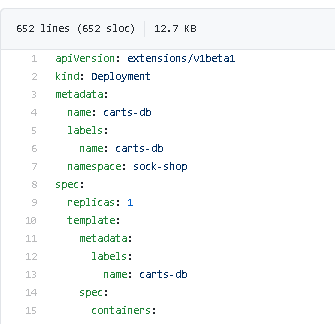 652 lines (652 sloc) 12.7 KB
1 apiVersion: extensions/v1beta1
2 kind: Deployment
3 metadata:
4   name: carts-db
5   labels:
6     name: carts-db
7   namespace: sock-shop
8 spec:
9   replicas: 1
10   template:
11     metadata:
12       labels:
13         name: carts-db
14     spec:
15       containers: